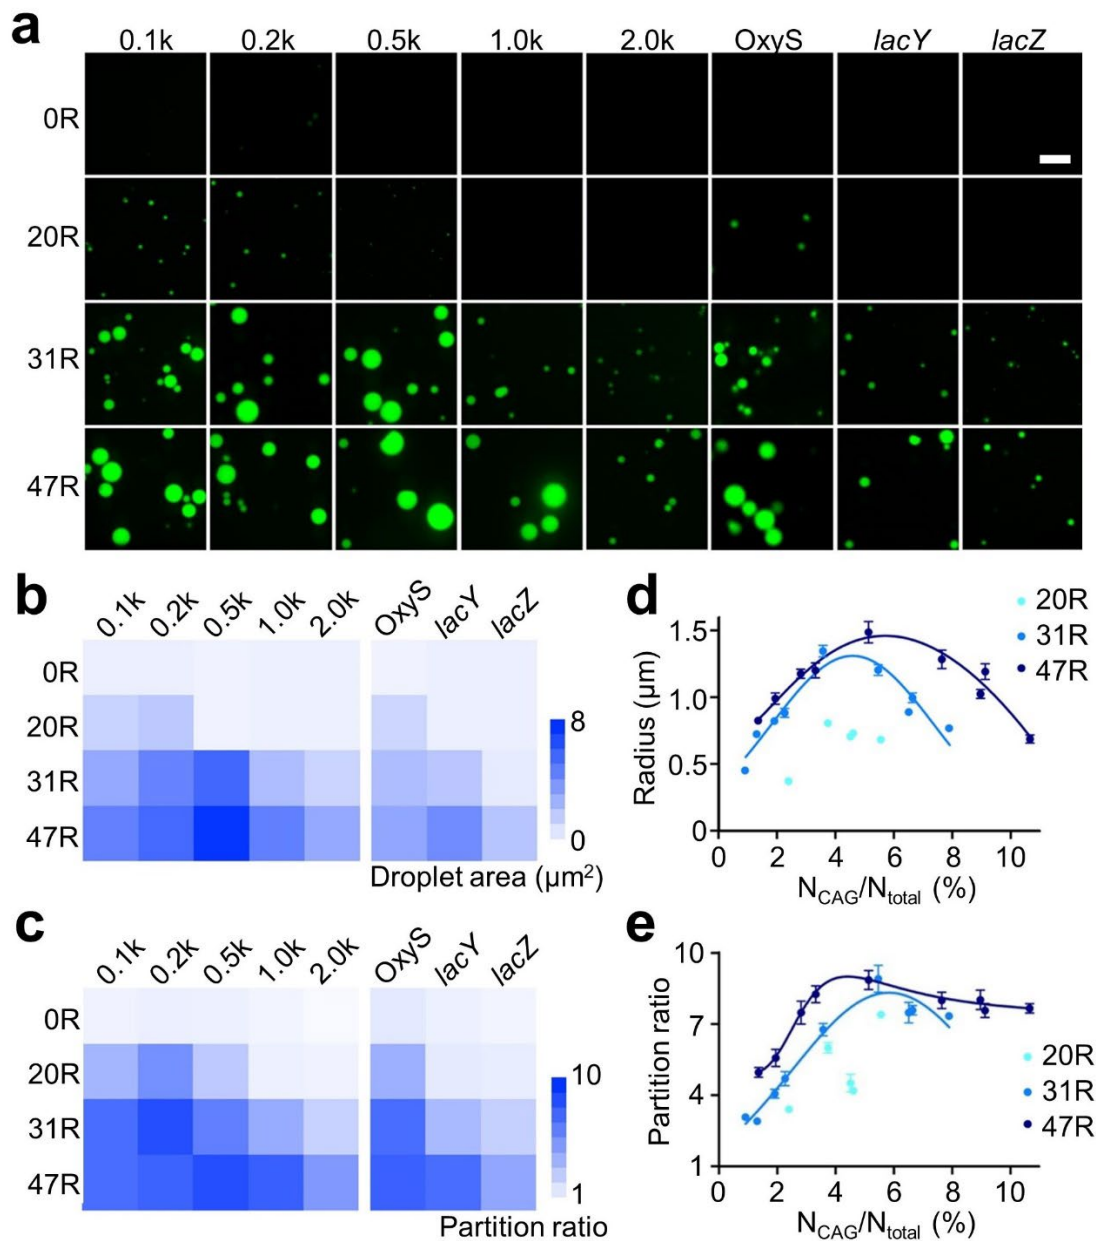 a
0.1k 0.2k 0.5k 1.0k 2.0k OxyS lacY lacZ
0R
20R
31R
47R
b
0.1k 0.2k 0.5k 1.0k 2.0k OxyS lacY lacZ
0R
20R
31R
47R
8
0
Droplet area (µm²)
c
0.1k 0.2k 0.5k 1.0k 2.0k OxyS lacY lacZ
0R
20R
31R
47R
10
1
Partition ratio
d
20R
31R
47R
Radius (µm)
1.5
1.0
0.5
0
0 2 4 6 8 10
N_CAG/N_total (%)
e
20R
31R
47R
Partition ratio
10
7
4
1
0 2 4 6 8 10
N_CAG/N_total (%)